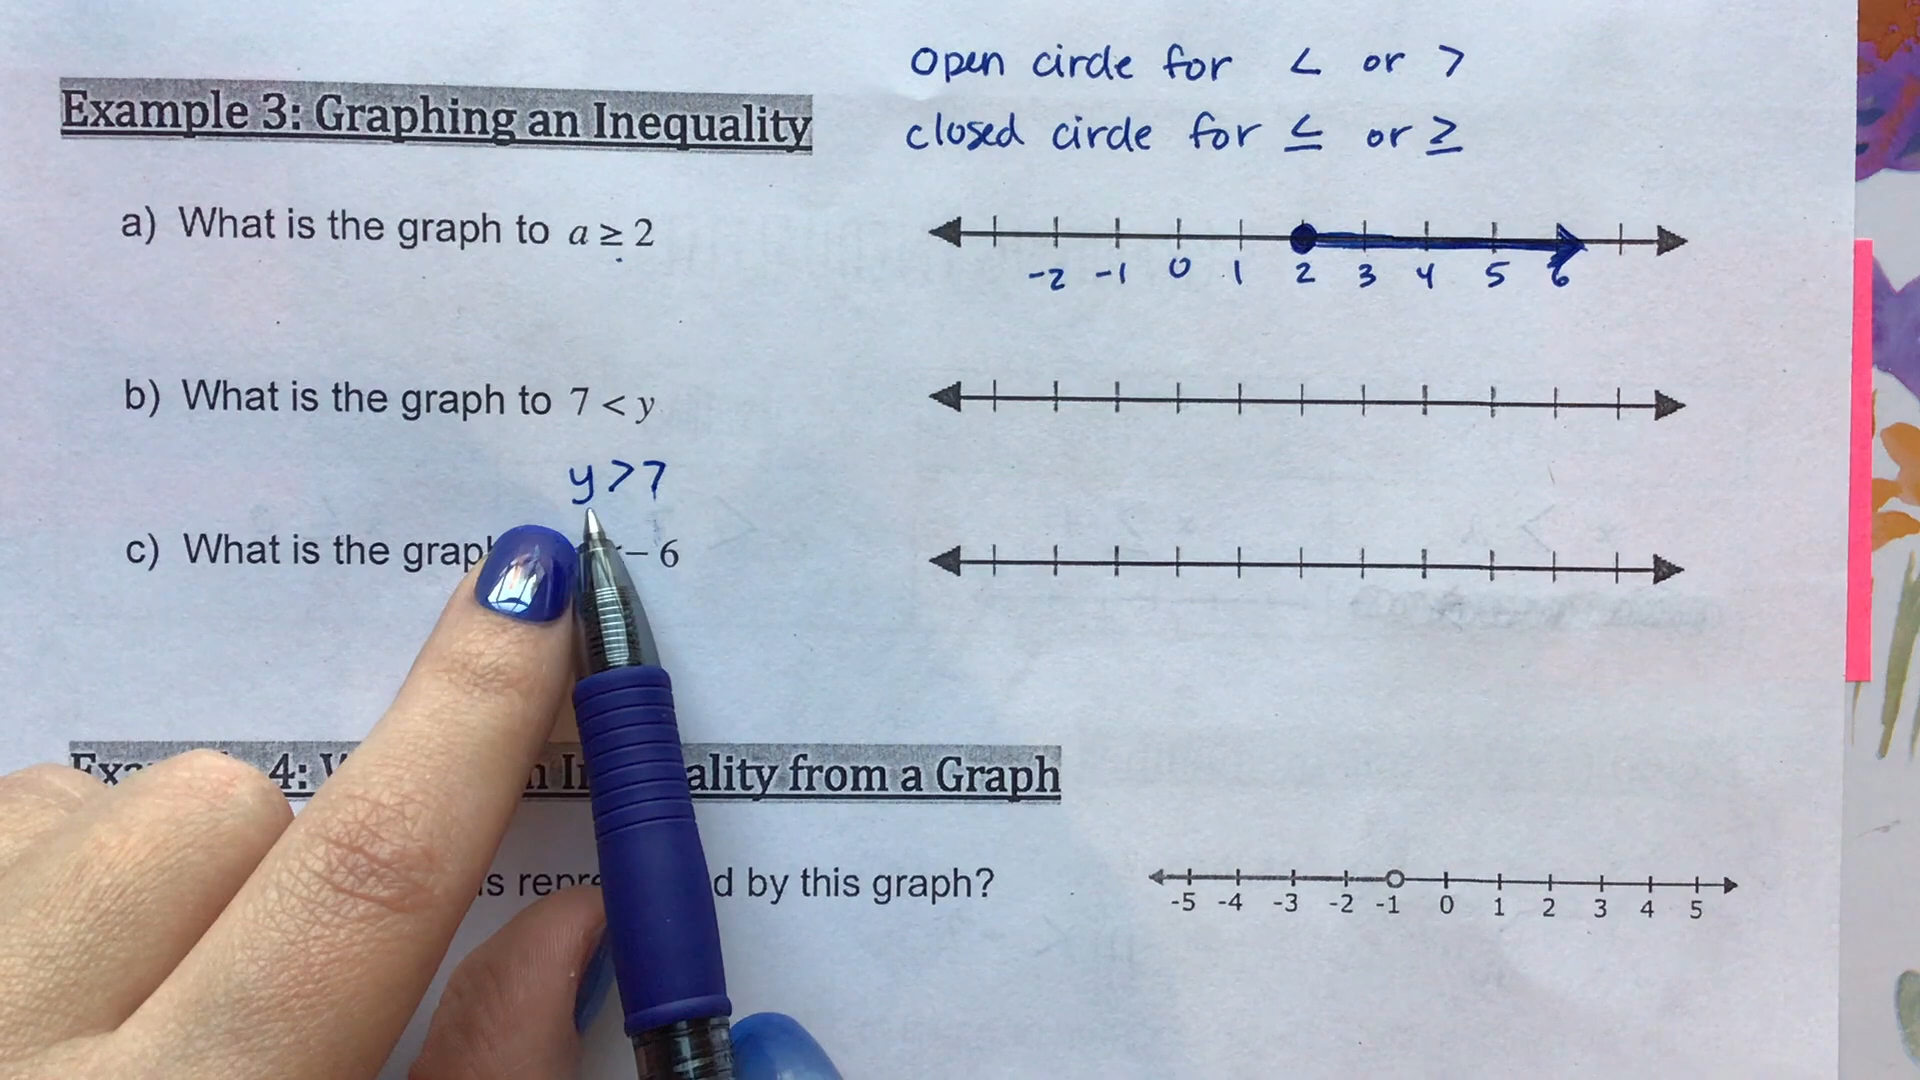 open circle for < or >
closed circle for ≤ or ≥
Example 3: Graphing an Inequality
a) What is the graph to a ≥ 2
-2 -1 0 1 2 3 4 5 6
b) What is the graph to 7 < y
y > 7
c) What is the – 6
4: ality from a Graph
d by this graph?
-5 -4 -3 -2 -1 0 1 2 3 4 5